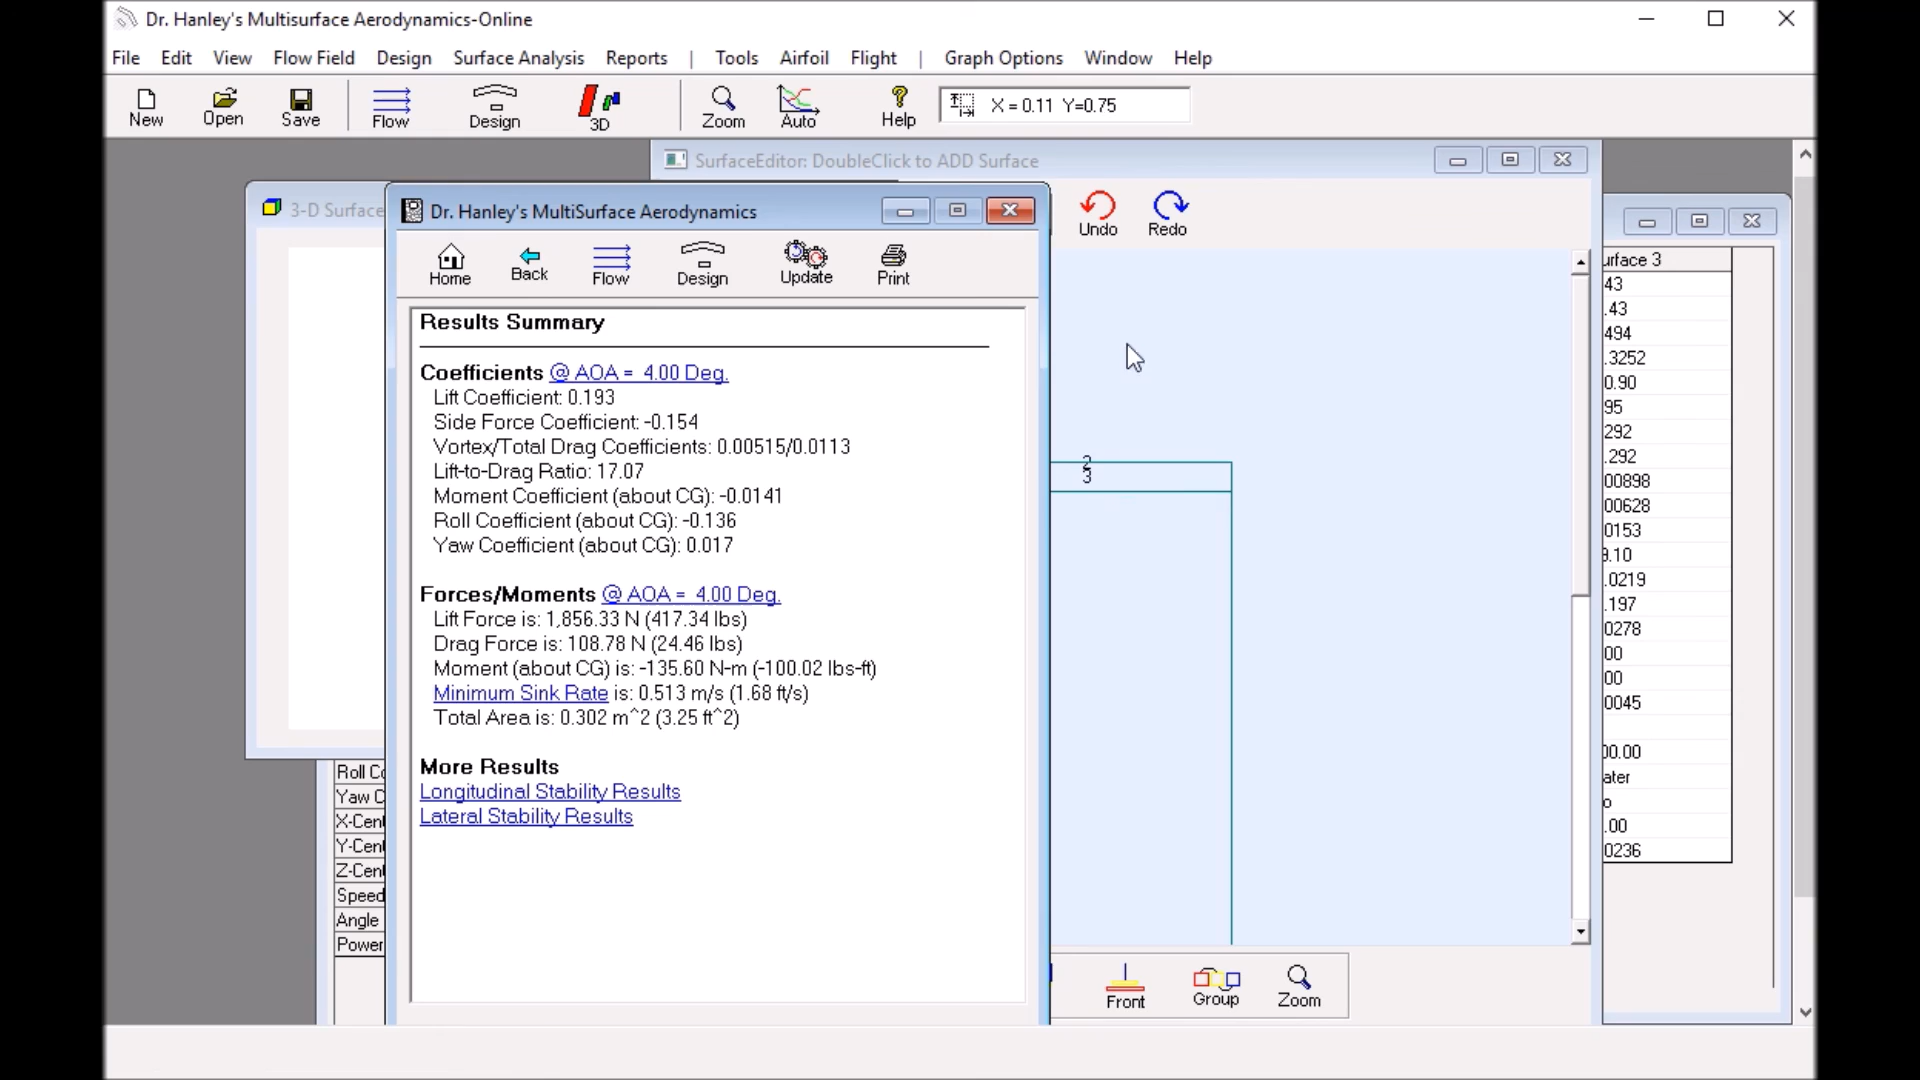 Dr. Hanley's Multisurface Aerodynamics-Online
File Edit View Flow Field Design Surface Analysis Reports | Tools Airfoil Flight | Graph Options Window Help
New Open Save Flow Design 3D Zoom Auto Help X = 0.11 Y=0.75
SurfaceEditor: DoubleClick to ADD Surface
Undo Redo
3-D Surface
Dr. Hanley's MultiSurface Aerodynamics
Home Back Flow Design Update Print
Results Summary
Coefficients @ AOA = 4.00 Deg.
Lift Coefficient: 0.193
Side Force Coefficient: -0.154
Vortex/Total Drag Coefficients: 0.00515/0.0113
Lift-to-Drag Ratio: 17.07
Moment Coefficient (about CG): -0.0141
Roll Coefficient (about CG): -0.136
Yaw Coefficient (about CG): 0.017
Forces/Moments @ AOA = 4.00 Deg.
Lift Force is: 1,856.33 N (417.34 lbs)
Drag Force is: 108.78 N (24.46 lbs)
Moment (about CG) is: -135.60 N-m (-100.02 lbs-ft)
Minimum Sink Rate is: 0.513 m/s (1.68 ft/s)
Total Area is: 0.302 m^2 (3.25 ft^2)
More Results
Longitudinal Stability Results
Lateral Stability Results
Roll Co
Yaw C
X-Cent
Y-Cent
Z-Cent
Speed
Angle
Power
2
3
Front Group Zoom
urface 3
43
.43
494
.3252
0.90
95
292
.292
00898
00628
0153
9.10
.0219
.197
0278
00
00
0045
00.00
ater
o
.00
0236